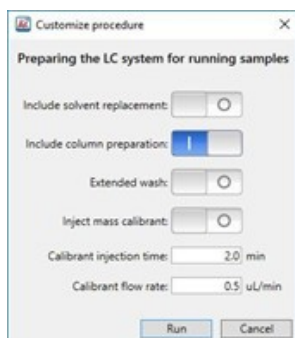 Customize procedure
Preparing the LC system for running samples
Include solvent replacement:
Include column preparation:
Extended wash:
Inject mass calibrant:
Calibrant injection time: 2.0 min
Calibrant flow rate: 0.5 uL/min
Run Cancel